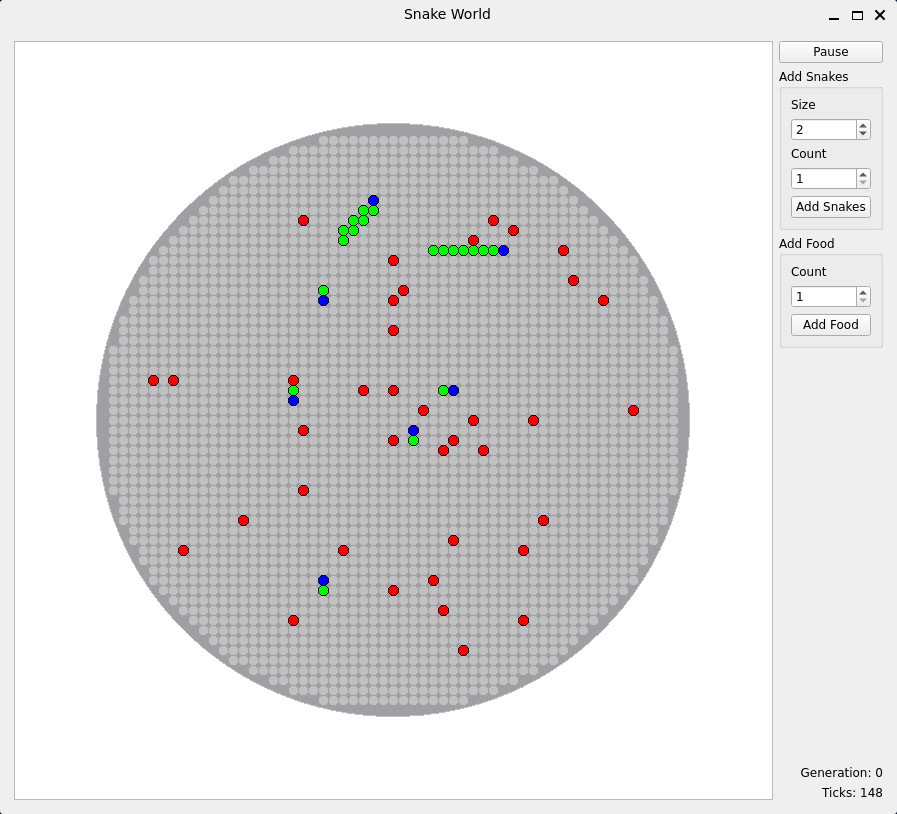 Snake World
Pause
Add Snakes
Size
2
Count
1
Add Snakes
Add Food
Count
1
Add Food
Generation: 0
Ticks: 148